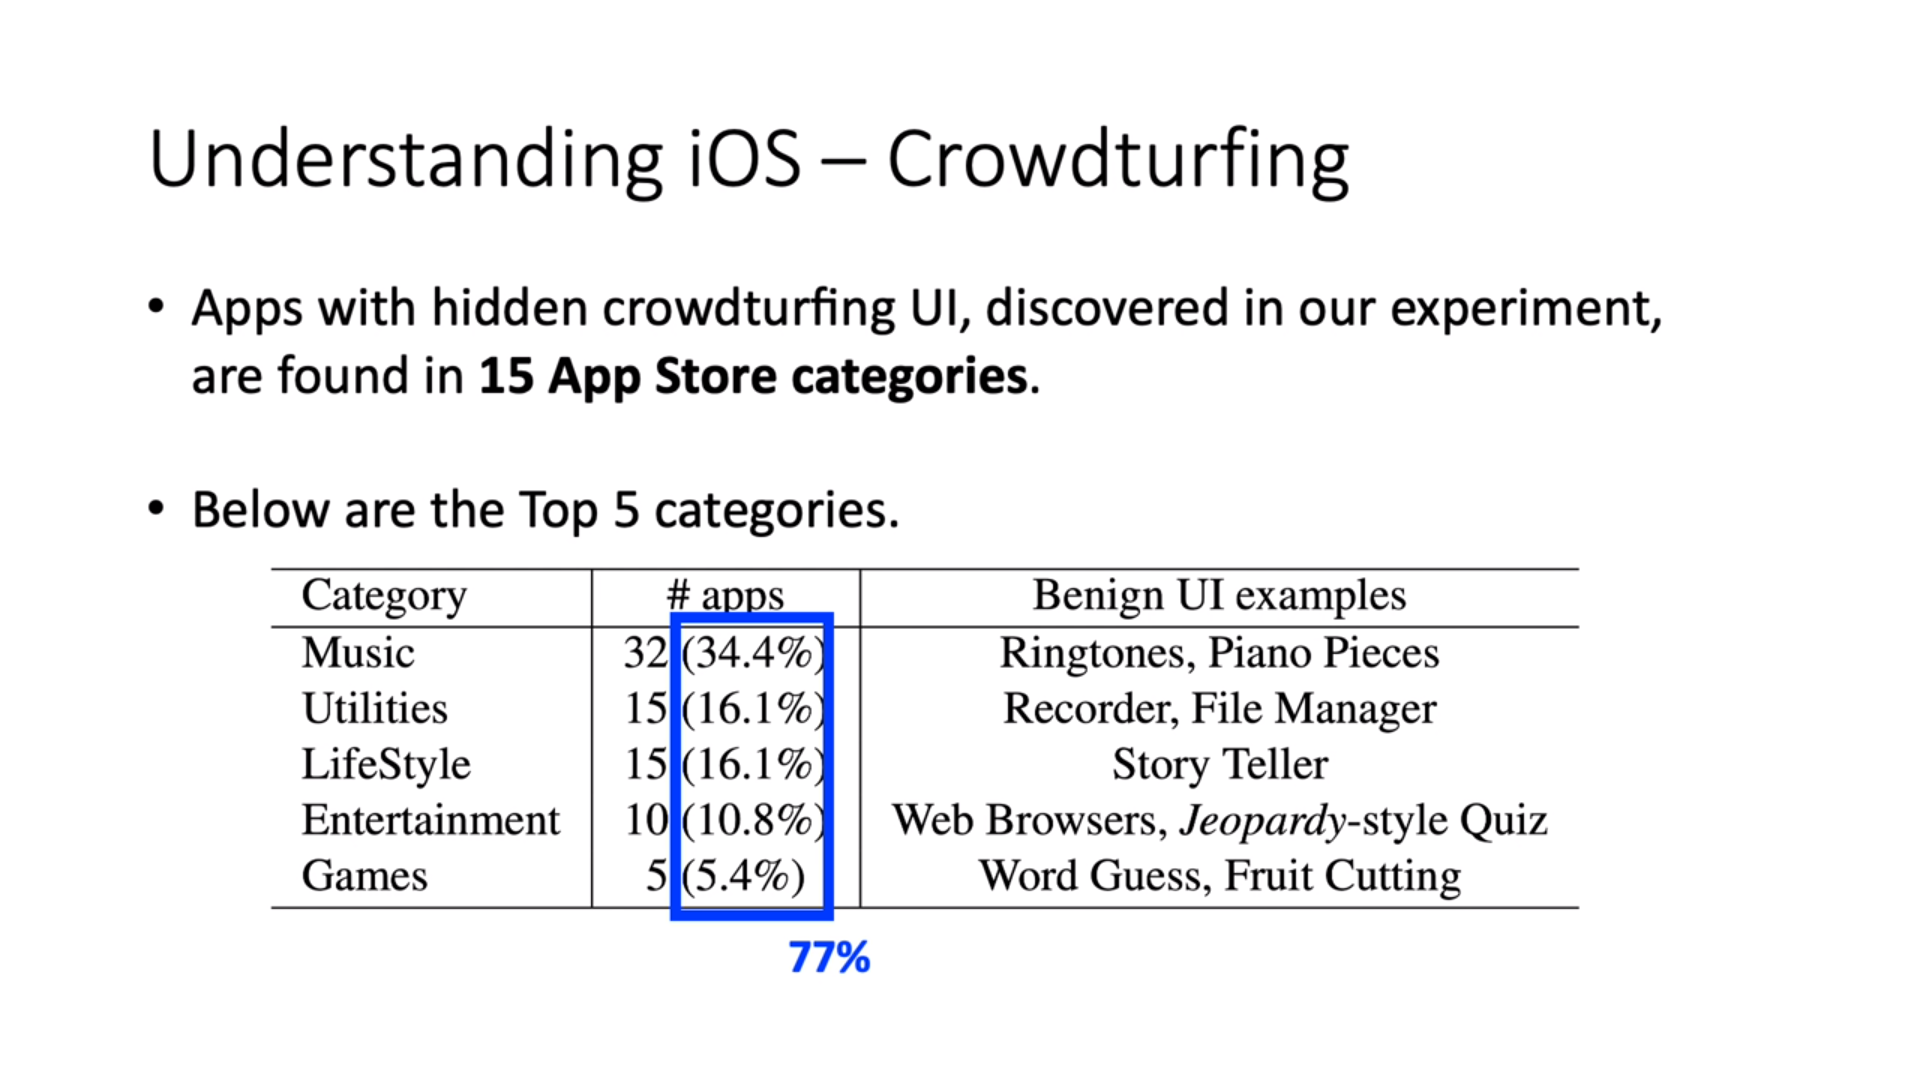 Understanding iOS – Crowdturfing
• Apps with hidden crowdturfing UI, discovered in our experiment,
are found in 15 App Store categories.
• Below are the Top 5 categories.
Category # apps Benign UI examples
Music 32 (34.4%) Ringtones, Piano Pieces
Utilities 15 (16.1%) Recorder, File Manager
LifeStyle 15 (16.1%) Story Teller
Entertainment 10 (10.8%) Web Browsers, Jeopardy-style Quiz
Games 5 (5.4%) Word Guess, Fruit Cutting
77%